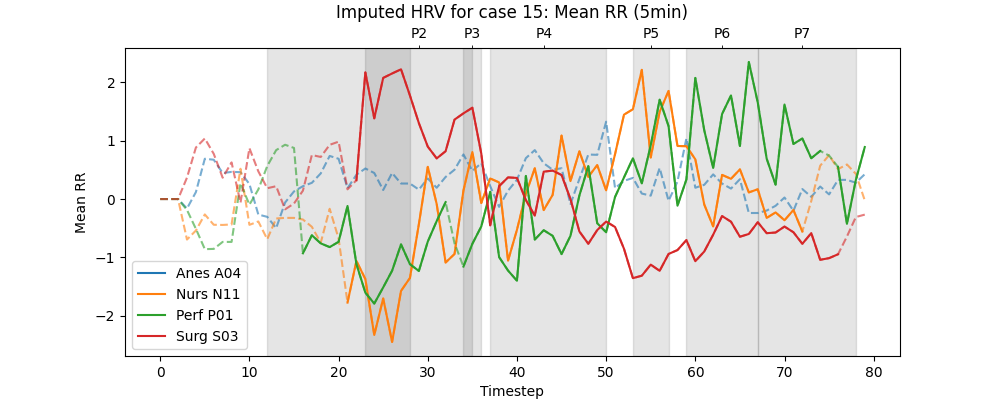 Imputed HRV for case 15: Mean RR (5min)
P2 P3 P4 P5 P6 P7
Mean RR
2
1
0
−1
−2
Anes A04
Nurs N11
Perf P01
Surg S03
0 10 20 30 40 50 60 70 80
Timestep